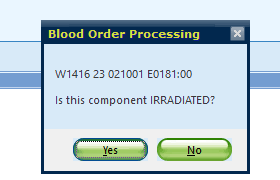 Blood Order Processing
W1416 23 021001 E0181:00
Is this component IRRADIATED?
Yes No